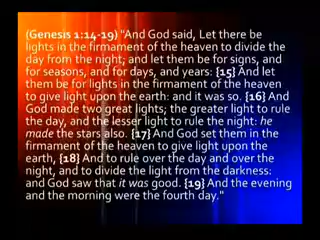 (Genesis 1:14-19) "And God said, Let there be
lights in the firmament of the heaven to divide the
day from the night; and let them be for signs, and
for seasons, and for days, and years: {15} And let
them be for lights in the firmament of the heaven
to give light upon the earth: and it was so. {16} And
God made two great lights; the greater light to rule
the day, and the lesser light to rule the night: he
made the stars also. {17} And God set them in the
firmament of the heaven to give light upon the
earth, {18} And to rule over the day and over the
night, and to divide the light from the darkness:
and God saw that it was good. {19} And the evening
and the morning were the fourth day."